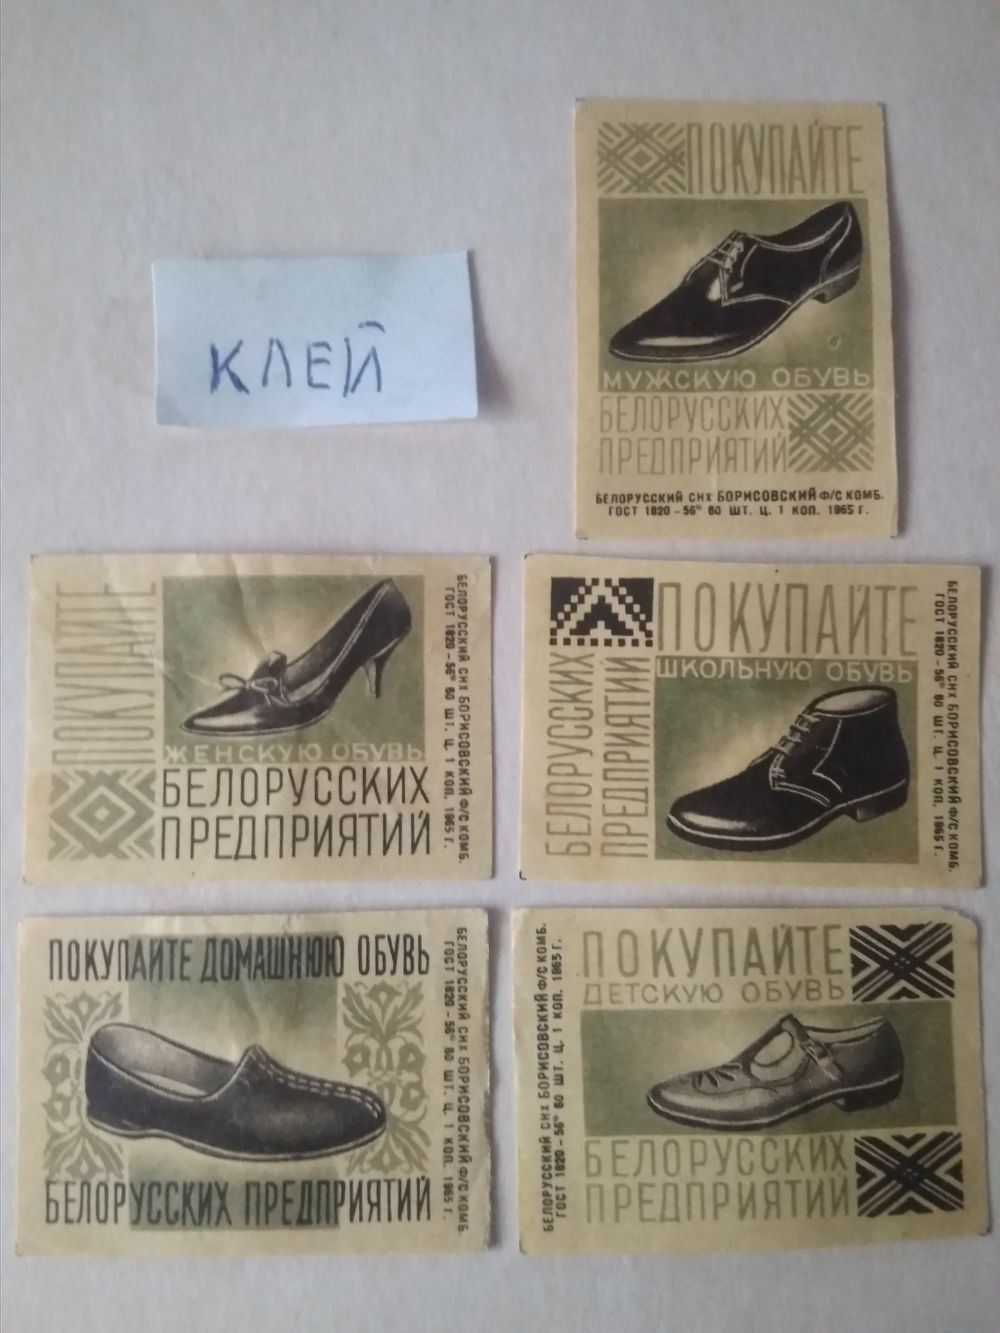 КЛЕЙ
ПОКУПАЙТЕ
МУЖСКУЮ ОБУВЬ
БЕЛОРУССКИХ
ПРЕДПРИЯТИЙ
БЕЛОРУССКИЙ СНХ БОРИСОВСКИЙ Ф/С КОМБ.
ГОСТ 1820-56 60 ШТ. Ц. 1 КОП. 1965 Г.
ПОКУПАЙТЕ
ЖЕНСКУЮ ОБУВЬ
БЕЛОРУССКИХ
ПРЕДПРИЯТИЙ
БЕЛОРУССКИЙ СНХ БОРИСОВСКИЙ Ф/С КОМБ.
ГОСТ 1820-56 60 ШТ. Ц. 1 КОП. 1965 Г.
ПОКУПАЙТЕ
ШКОЛЬНУЮ ОБУВЬ
БЕЛОРУССКИХ
ПРЕДПРИЯТИЙ
БЕЛОРУССКИЙ СНХ БОРИСОВСКИЙ Ф/С КОМБ.
ГОСТ 1820-56 60 ШТ. Ц. 1 КОП. 1965 Г.
ПОКУПАЙТЕ ДОМАШНЮЮ ОБУВЬ
БЕЛОРУССКИХ ПРЕДПРИЯТИЙ
БЕЛОРУССКИЙ СНХ БОРИСОВСКИЙ Ф/С КОМБ.
ГОСТ 1820-56 60 ШТ. Ц. 1 КОП. 1965 Г.
БЕЛОРУССКИЙ СНХ БОРИСОВСКИЙ Ф/С КОМБ.
ГОСТ 1820-56 60 ШТ. Ц. 1 КОП. 1965 Г.
ПОКУПАЙТЕ
ДЕТСКУЮ ОБУВЬ
БЕЛОРУССКИХ
ПРЕДПРИЯТИЙ